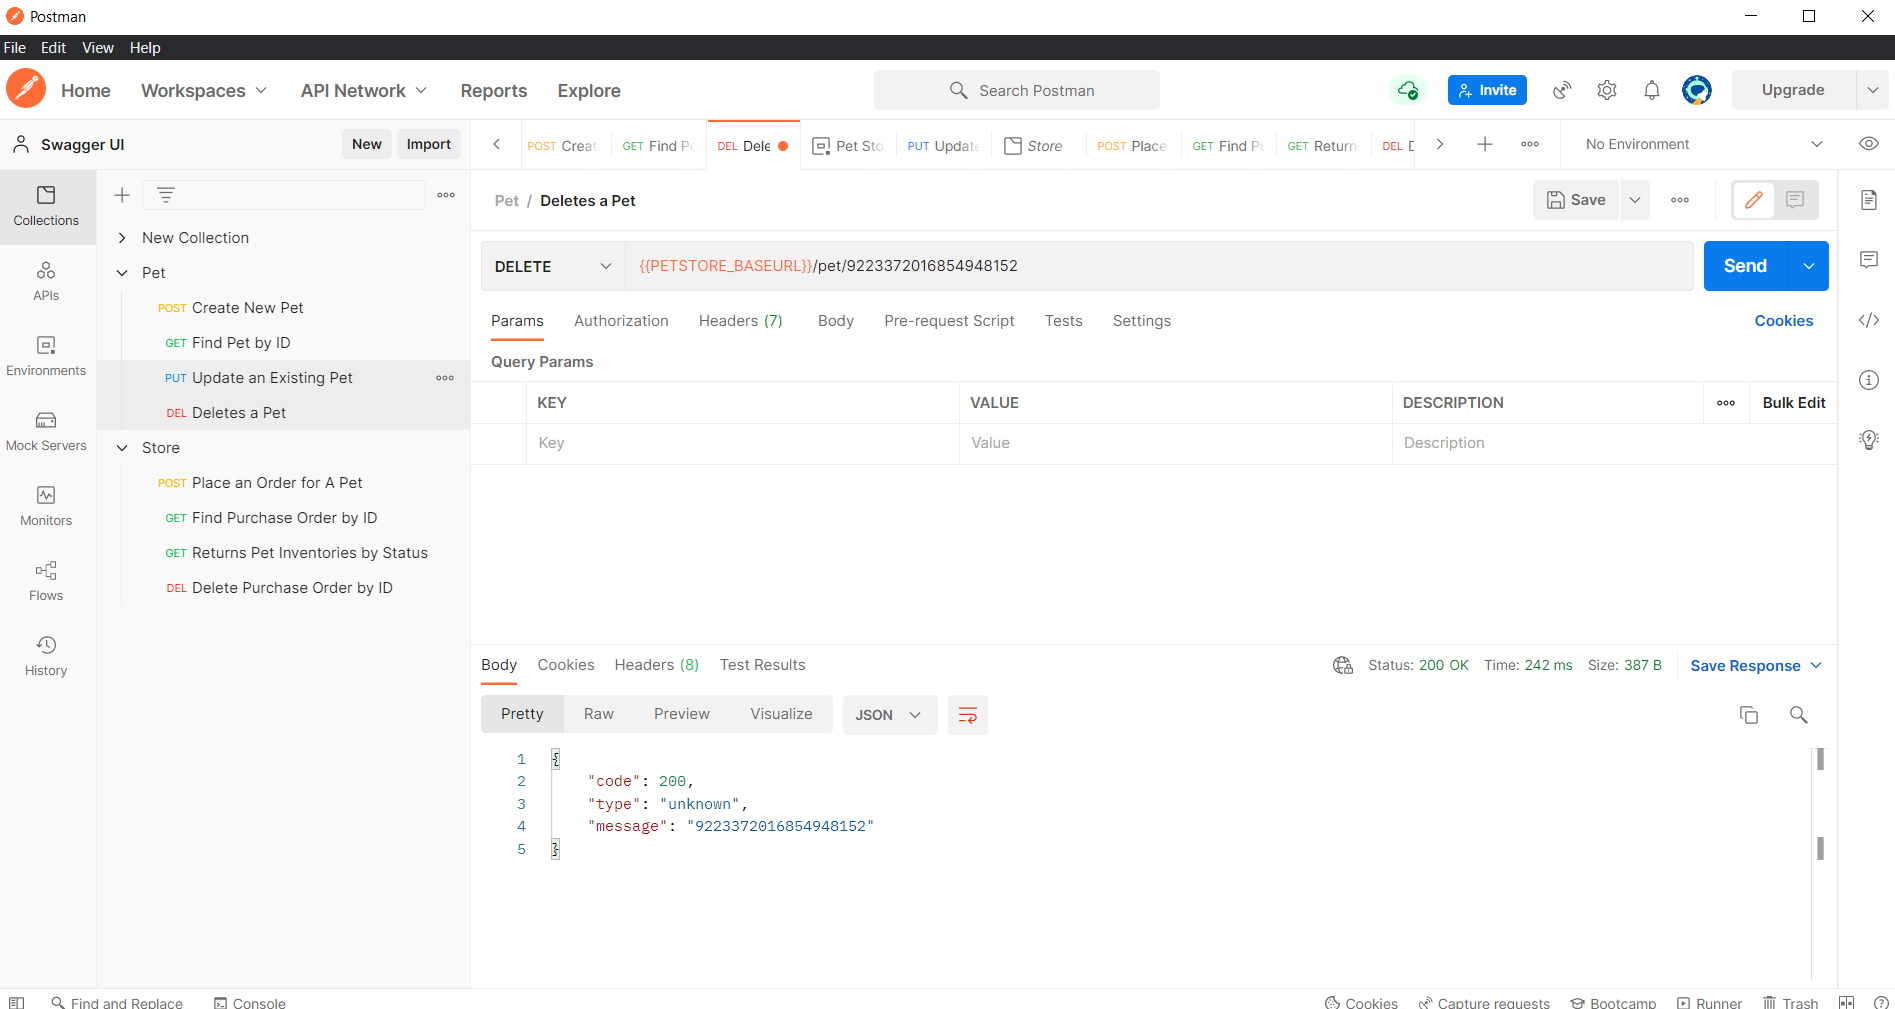 Postman
File Edit View Help
Home Workspaces API Network Reports Explore Search Postman Invite Upgrade
Swagger UI New Import
POST Creat GET Find Pe DEL Dele Pet Sto PUT Update Store POST Place GET Find Pu GET Return DEL D No Environment
Collections
APIs
Environments
Mock Servers
Monitors
Flows
History
New Collection
Pet
POST Create New Pet
GET Find Pet by ID
PUT Update an Existing Pet
DEL Deletes a Pet
Store
POST Place an Order for A Pet
GET Find Purchase Order by ID
GET Returns Pet Inventories by Status
DEL Delete Purchase Order by ID
Pet / Deletes a Pet Save
DELETE {{PETSTORE_BASEURL}}/pet/9223372016854948152 Send
Params Authorization Headers (7) Body Pre-request Script Tests Settings Cookies
Query Params
KEY VALUE DESCRIPTION Bulk Edit
Key Value Description
Body Cookies Headers (8) Test Results Status: 200 OK Time: 242 ms Size: 387 B Save Response
Pretty Raw Preview Visualize JSON
1 {
2 "code": 200,
3 "type": "unknown",
4 "message": "9223372016854948152"
5 }
Find and Replace Console Cookies Capture requests Bootcamp Runner Trash